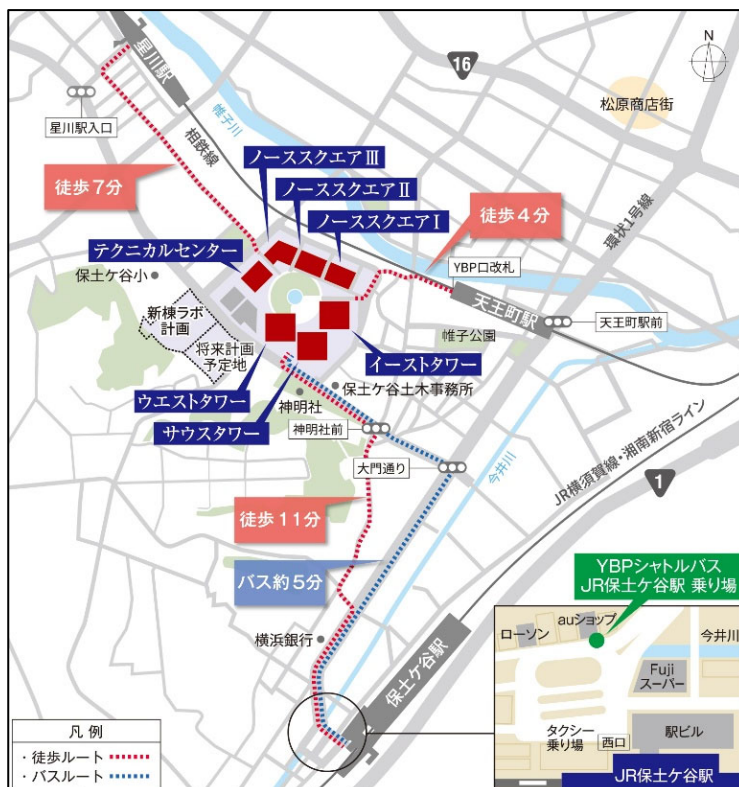 星川駅
16
N
松原商店街
帷子川
星川駅入口
相鉄線
ノーススクエアⅢ
ノーススクエアⅡ
ノーススクエアⅠ
徒歩7分
徒歩4分
環状1号線
テクニカルセンター
YBP口改札
保土ケ谷小
天王町駅
天王町駅前
新棟ラボ
計画
将来計画
予定地
帷子公園
イーストタワー
ウエストタワー
保土ケ谷土木事務所
神明社
サウスタワー
神明社前
大門通り
今井川
JR横須賀線・湘南新宿ライン
1
徒歩11分
バス約5分
YBPシャトルバス
JR保土ケ谷駅 乗り場
横浜銀行
保土ケ谷駅
auショップ
ローソン
今井川
Fuji
スーパー
タクシー
乗り場
西口
駅ビル
JR保土ケ谷駅
凡例
・徒歩ルート
・バスルート